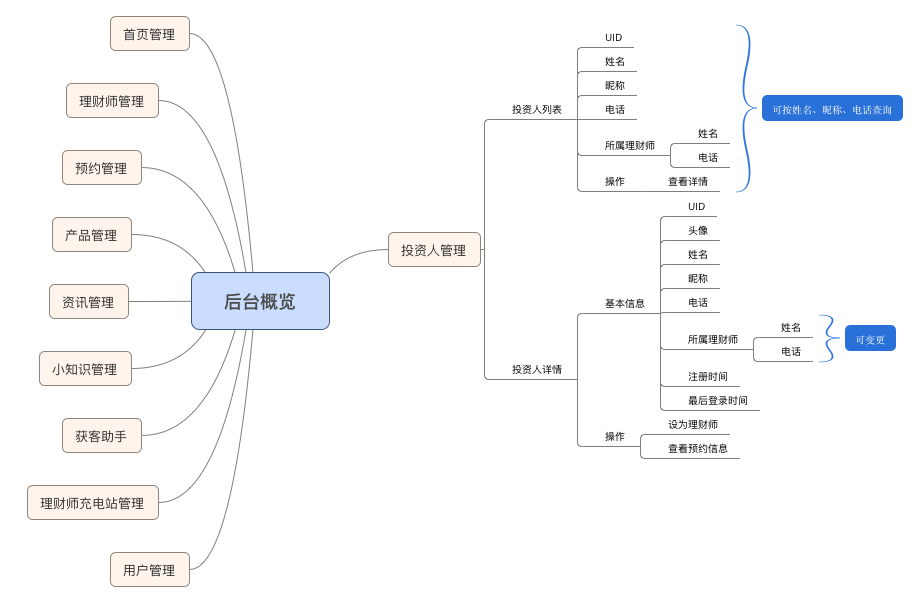 首页管理
理财师管理
预约管理
产品管理
资讯管理
小知识管理
获客助手
理财师充电站管理
用户管理
后台概览
投资人管理
投资人列表
UID
姓名
昵称
电话
所属理财师
姓名
电话
操作
查看详情
可按姓名、昵称、电话查询
投资人详情
基本信息
UID
头像
姓名
昵称
电话
所属理财师
姓名
电话
可变更
注册时间
最后登录时间
操作
设为理财师
查看预约信息